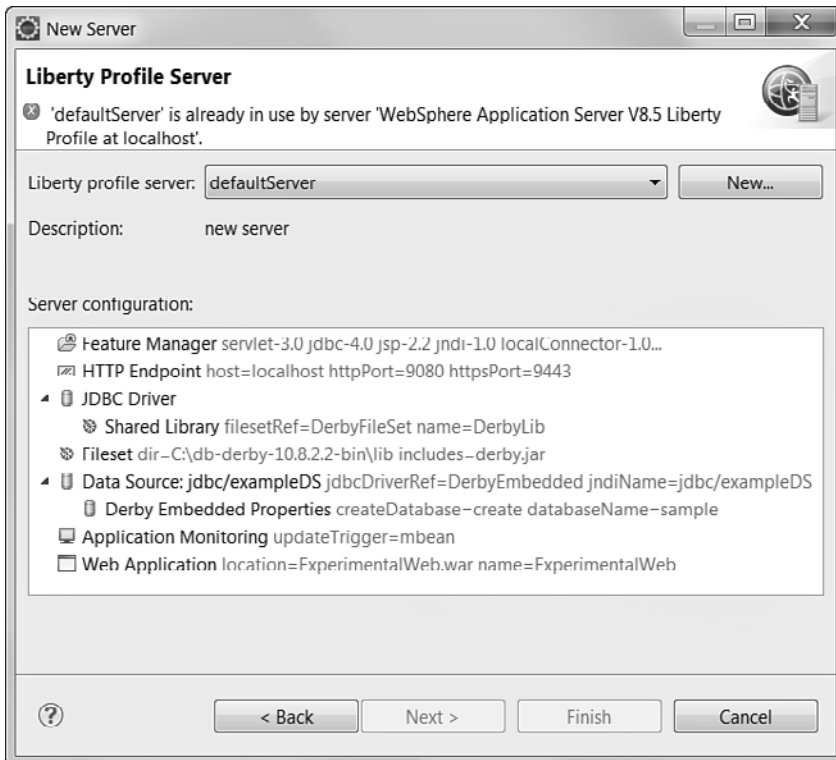 New Server
Liberty Profile Server
'defaultServer' is already in use by server 'WebSphere Application Server V8.5 Liberty
Profile at localhost'.
Liberty profile server: defaultServer New...
Description: new server
Server configuration:
Feature Manager servlet-3.0 jdbc-4.0 jsp-2.2 jndi-1.0 localConnector-1.0...
HTTP Endpoint host=localhost httpPort=9080 httpsPort=9443
JDBC Driver
Shared Library filesetRef=DerbyFileSet name=DerbyLib
Fileset dir=C:\db-derby-10.8.2.2-bin\lib includes=derby.jar
Data Source: jdbc/exampleDS jdbcDriverRef=DerbyEmbedded jndiName=jdbc/exampleDS
Derby Embedded Properties createDatabase=create databaseName=sample
Application Monitoring updateTrigger=mbean
Web Application location=ExperimentalWeb.war name=ExperimentalWeb
< Back Next > Finish Cancel